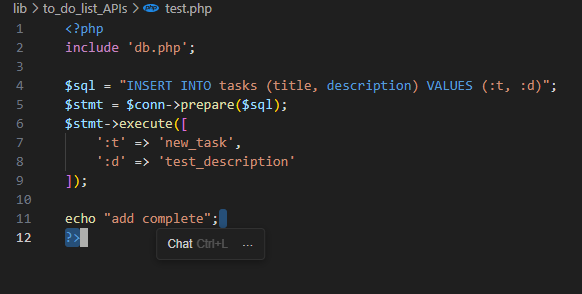 lib > to_do_list_APIs > php test.php
1 <?php
2 include 'db.php';
3
4 $sql = "INSERT INTO tasks (title, description) VALUES (:t, :d)";
5 $stmt = $conn->prepare($sql);
6 $stmt->execute([
7     ':t' => 'new_task',
8     ':d' => 'test_description'
9 ]);
10
11 echo "add complete";
12 ?>
Chat Ctrl+L ...